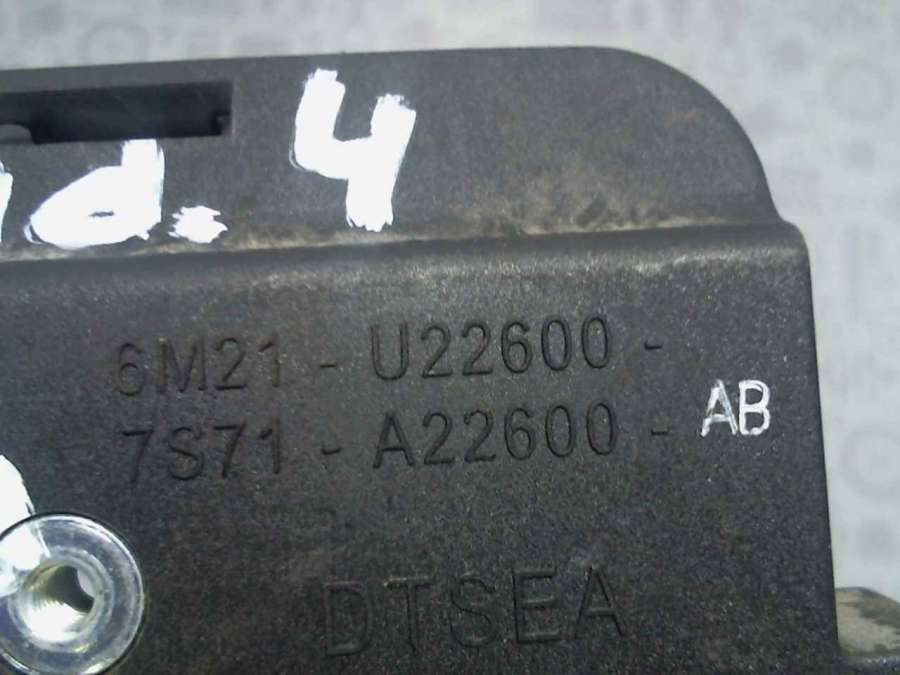 d. 4
6M21 - U22600 -
7S71 - A22600 - AB
DTSEA